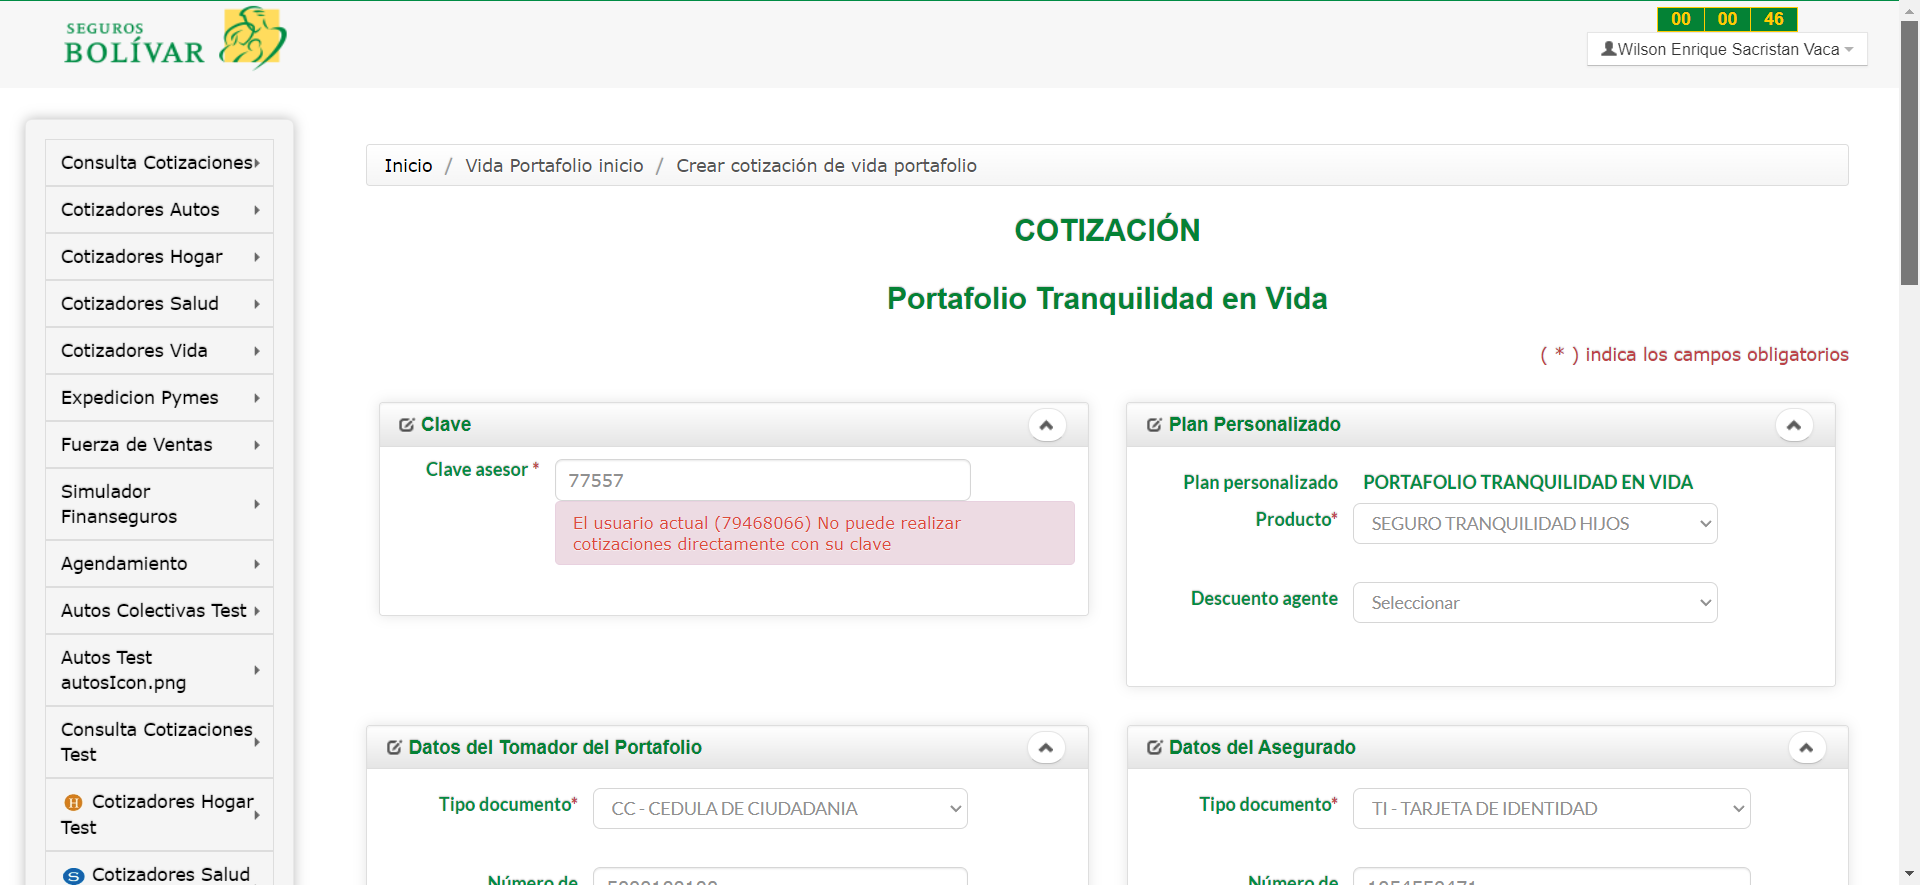 SEGUROS
BOLÍVAR
00 00 46
Wilson Enrique Sacristan Vaca
Consulta Cotizaciones
Cotizadores Autos
Cotizadores Hogar
Cotizadores Salud
Cotizadores Vida
Expedicion Pymes
Fuerza de Ventas
Simulador
Finanseguros
Agendamiento
Autos Colectivas Test
Autos Test
autosIcon.png
Consulta Cotizaciones
Test
H Cotizadores Hogar
Test
S Cotizadores Salud
Inicio / Vida Portafolio inicio / Crear cotización de vida portafolio
COTIZACIÓN
Portafolio Tranquilidad en Vida
( * ) indica los campos obligatorios
Clave
Clave asesor *
77557
El usuario actual (79468066) No puede realizar
cotizaciones directamente con su clave
Plan Personalizado
Plan personalizado PORTAFOLIO TRANQUILIDAD EN VIDA
Producto* SEGURO TRANQUILIDAD HIJOS
Descuento agente Seleccionar
Datos del Tomador del Portafolio
Tipo documento* CC - CEDULA DE CIUDADANIA
Número de
Datos del Asegurado
Tipo documento* TI - TARJETA DE IDENTIDAD
Número de